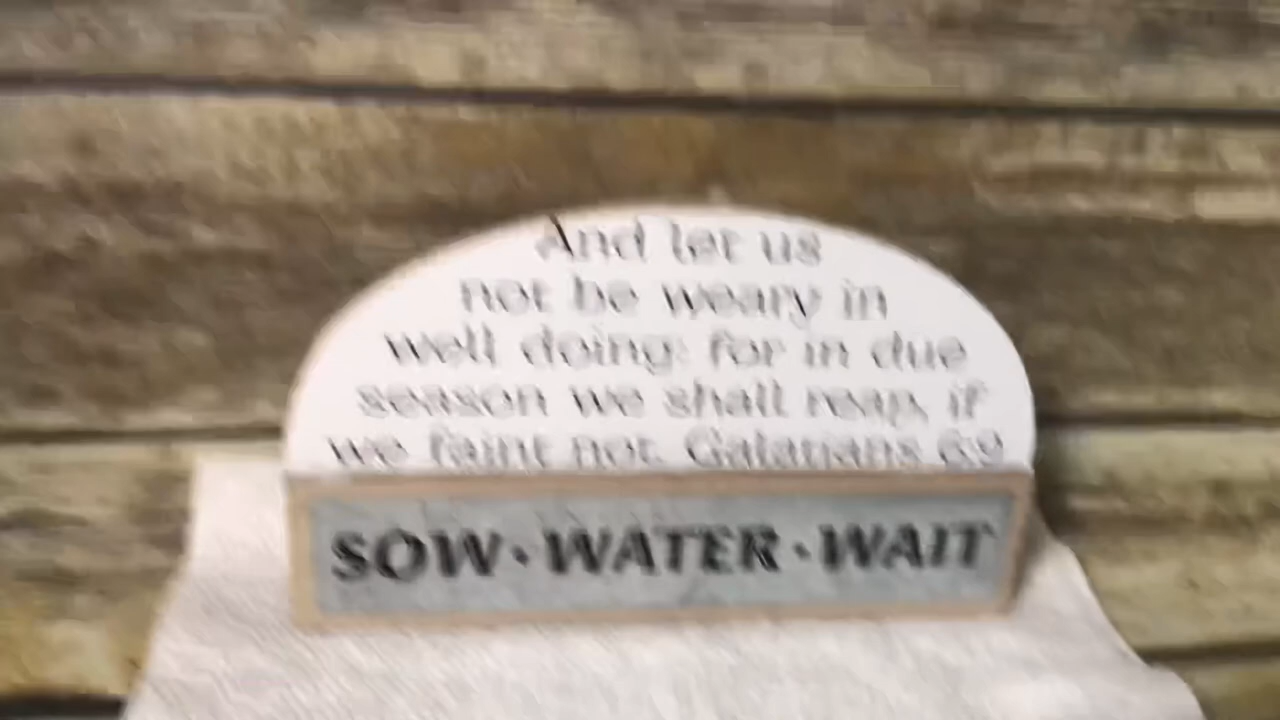 And let us
not be weary in
well doing: for in due
season we shall reap, if
we faint not. Galatians 6:9
SOW • WATER • WAIT